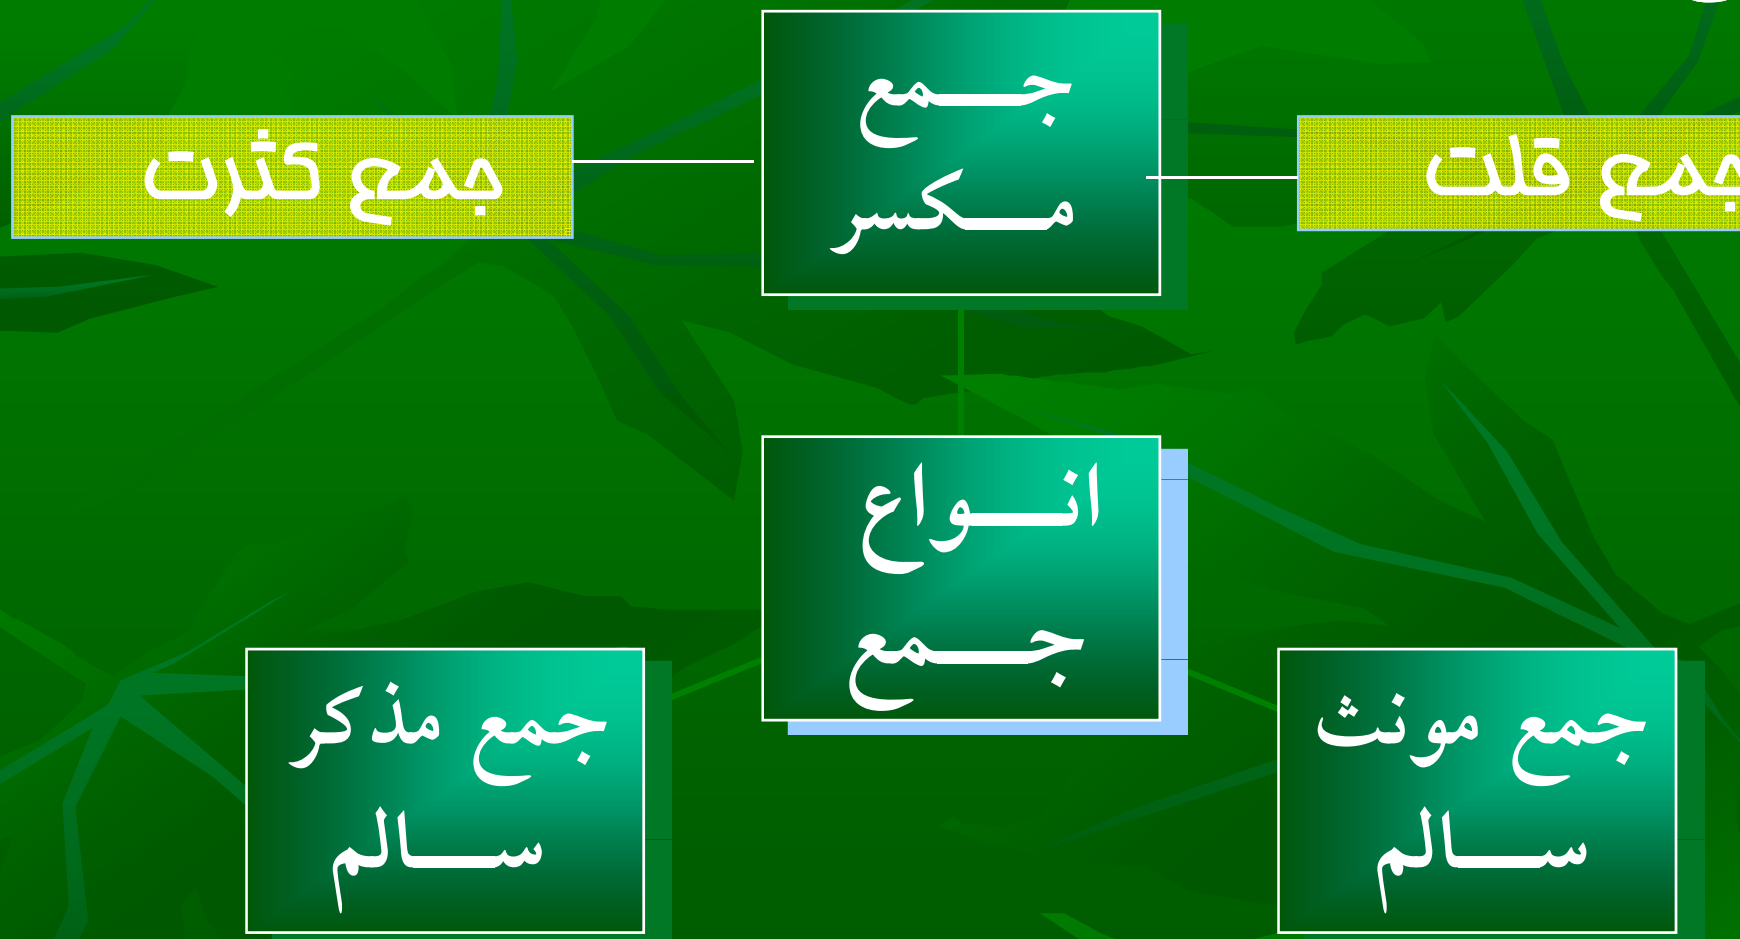 جمع
مکسر
جمع قلت
جمع کثرت
انواع
جمع
جمع مونث
سالم
جمع مذکر
سالم